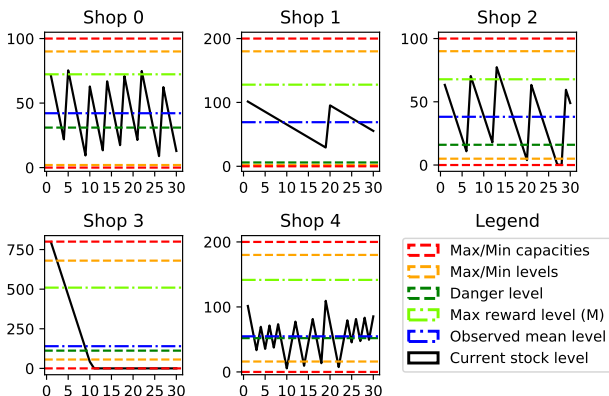 Shop 0
100
50
0
0 5 10 15 20 25 30
Shop 1
200
100
0
0 5 10 15 20 25 30
Shop 2
100
50
0
0 5 10 15 20 25 30
Shop 3
750
500
250
0
0 5 10 15 20 25 30
Shop 4
200
100
0
0 5 10 15 20 25 30
Legend
Max/Min capacities
Max/Min levels
Danger level
Max reward level (M)
Observed mean level
Current stock level